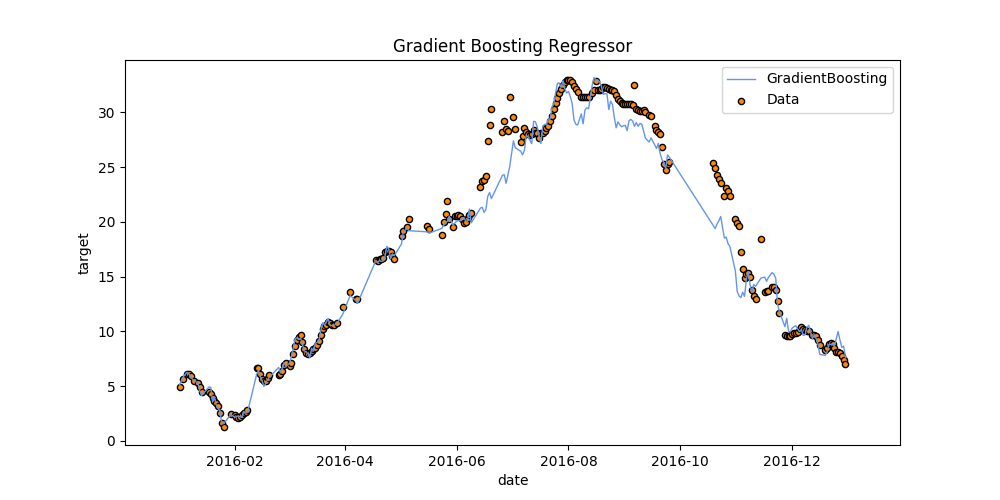 Gradient Boosting Regressor
GradientBoosting
Data
target
30
25
20
15
10
5
0
2016-02
2016-04
2016-06
2016-08
2016-10
2016-12
date